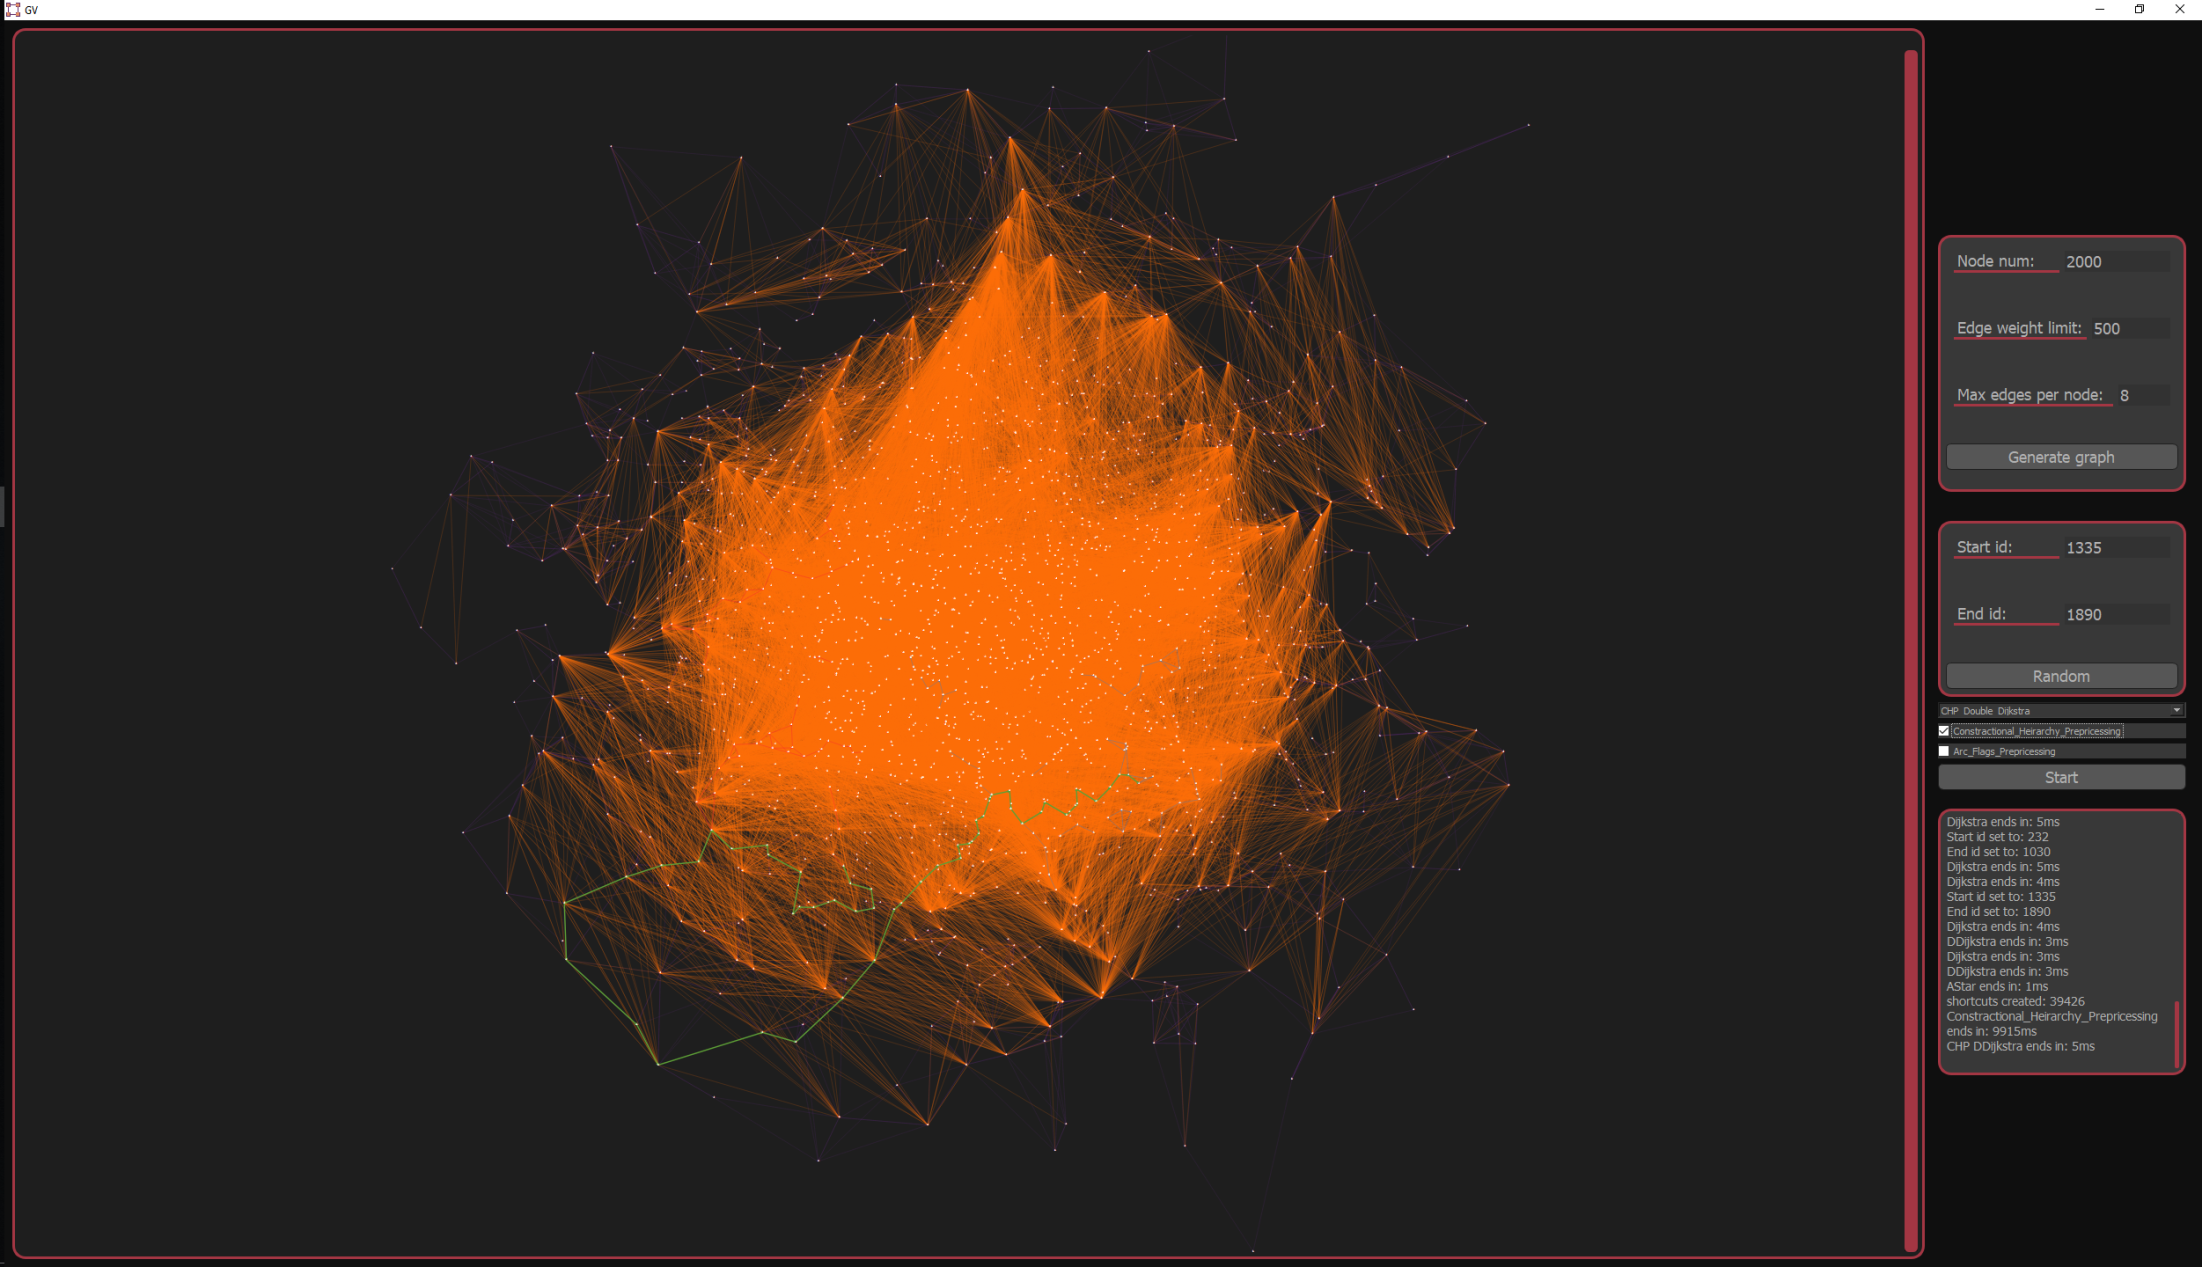 GV
Node num: 2000
Edge weight limit: 500
Max edges per node: 8
Generate graph
Start id: 1335
End id: 1890
Random
CHP Double Dijkstra
Constractional_Heirarchy_Prepricessing
Arc_Flags_Prepricessing
Start
Dijkstra ends in: 5ms
Start id set to: 232
End id set to: 1030
Dijkstra ends in: 5ms
Dijkstra ends in: 4ms
Start id set to: 1335
End id set to: 1890
Dijkstra ends in: 4ms
DDijkstra ends in: 3ms
Dijkstra ends in: 3ms
DDijkstra ends in: 3ms
AStar ends in: 1ms
shortcuts created: 39426
Constractional_Heirarchy_Prepricessing
ends in: 9915ms
CHP DDijkstra ends in: 5ms